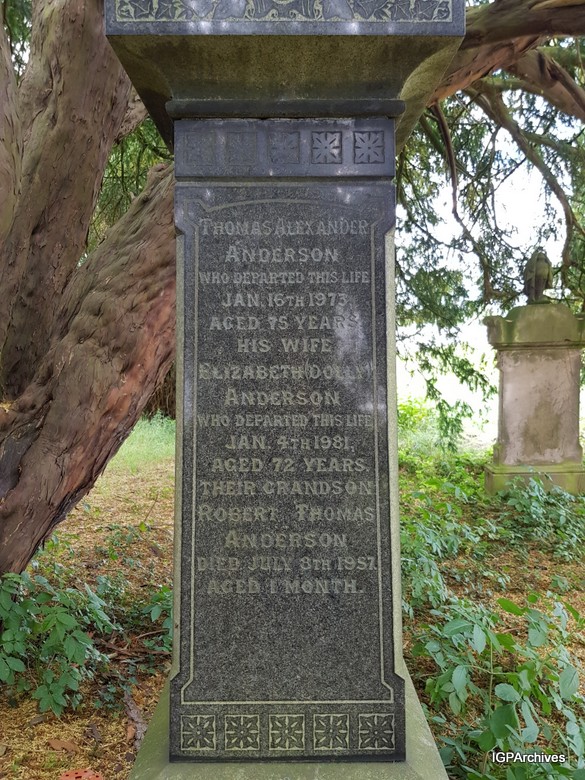 THOMAS ALEXANDER
ANDERSON
WHO DEPARTED THIS LIFE
JAN. 16TH 1973,
AGED 75 YEARS.
HIS WIFE
ELIZABETH (DOLLY)
ANDERSON
WHO DEPARTED THIS LIFE
JAN. 4TH 1981,
AGED 72 YEARS.
THEIR GRANDSON
ROBERT THOMAS
ANDERSON
DIED JULY 8TH 1957.
AGED 1 MONTH.
IGPArchives